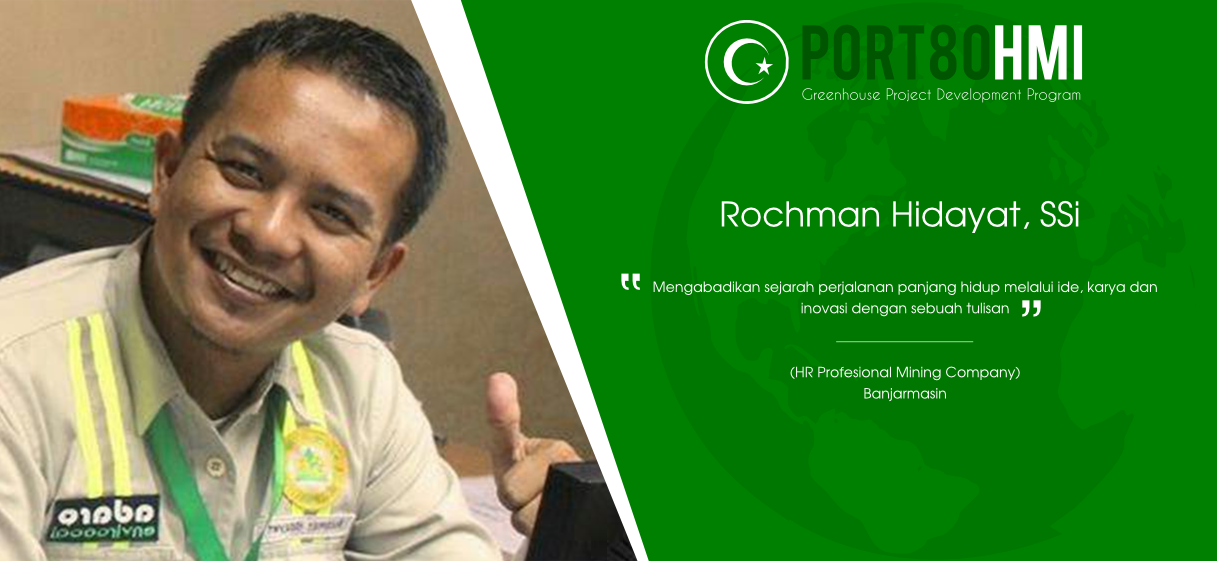 PORT80HMI
Greenhouse Project Development Program
Rochman Hidayat, SSi
" Mengabadikan sejarah perjalanan panjang hidup melalui ide, karya dan
inovasi dengan sebuah tulisan "
(HR Profesional Mining Company)
Banjarmasin
adaro